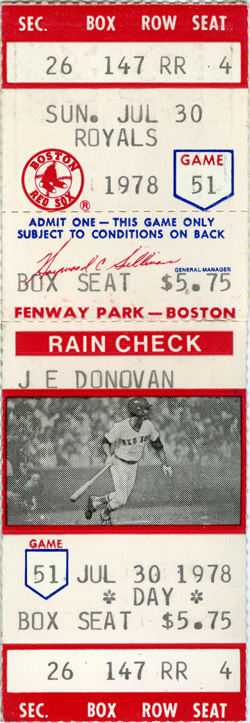 SEC. BOX ROW SEAT
26 147 RR 4
SUN. JUL 30
ROYALS
BOSTON
RED SOX
®
1978
GAME
51
ADMIT ONE — THIS GAME ONLY
SUBJECT TO CONDITIONS ON BACK
Haywood C Sullivan
GENERAL MANAGER
BOX SEAT $5.75
FENWAY PARK — BOSTON
RAIN CHECK
J E DONOVAN
RED SOX
GAME
51 JUL 30 1978
* DAY *
BOX SEAT $5.75
26 147 RR 4
SEC. BOX ROW SEAT